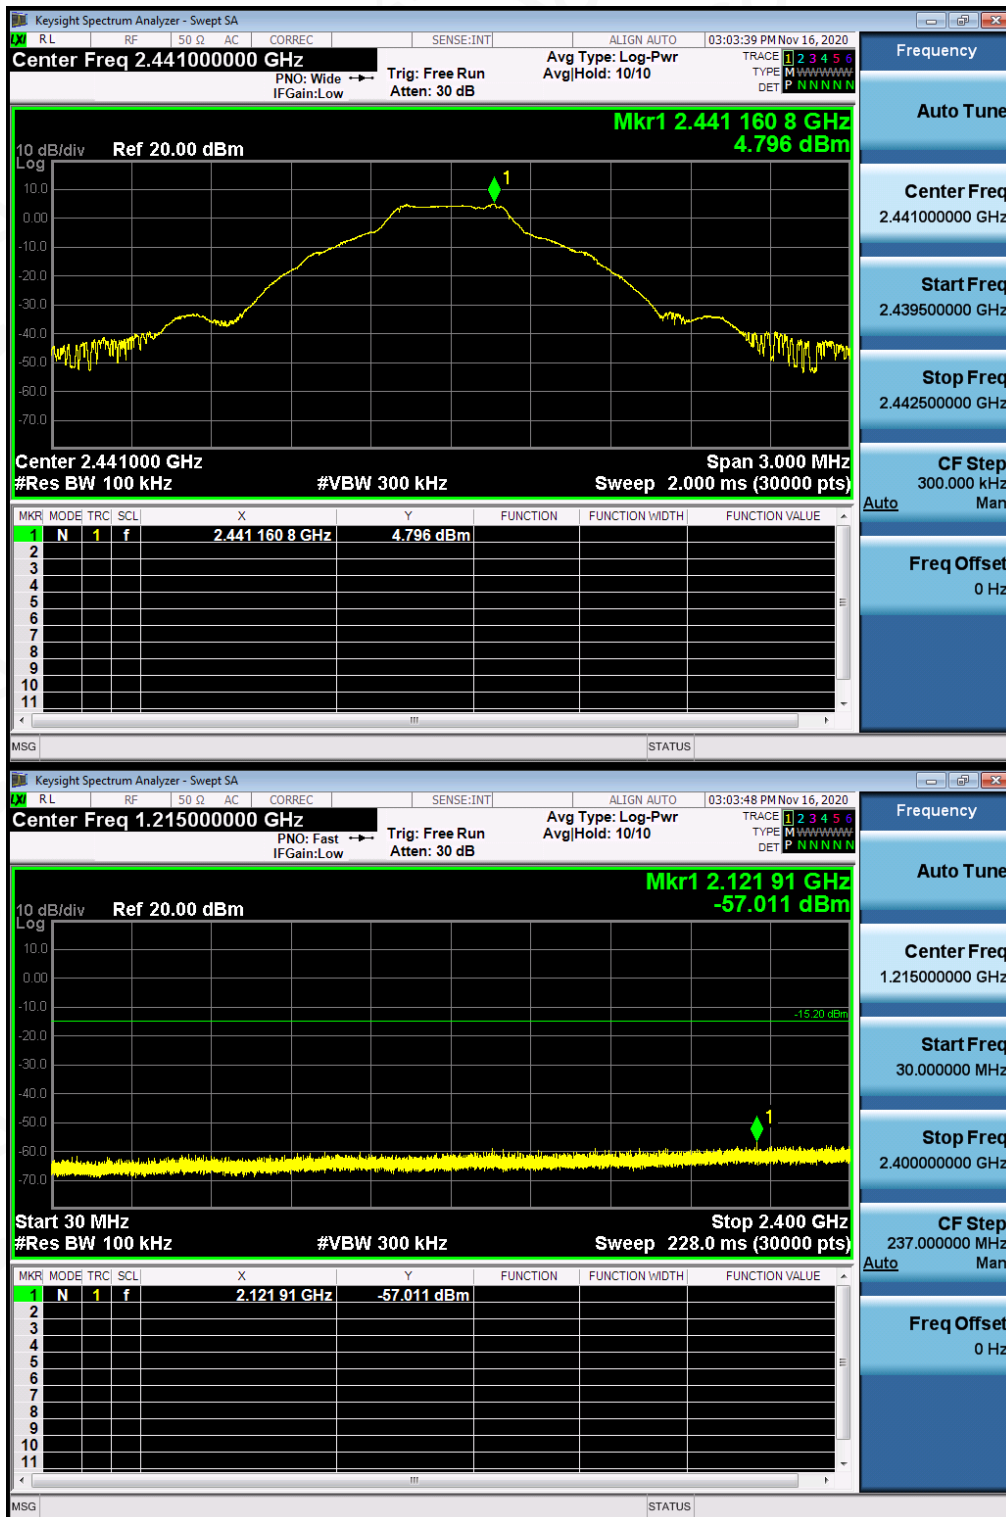 Keysight Spectrum Analyzer - Swept SA
LXI RL RF 50 Ω AC CORREC SENSE:INT ALIGN AUTO 03:03:39 PM Nov 16, 2020
Center Freq 2.441000000 GHz
PNO: Wide
IFGain:Low
Trig: Free Run
Atten: 30 dB
Avg Type: Log-Pwr
Avg|Hold: 10/10
TRACE 1 2 3 4 5 6
TYPE M WWWWW
DET P N N N N N
Mkr1 2.441 160 8 GHz
4.796 dBm
10 dB/div Ref 20.00 dBm
Log
10.0
0.00
-10.0
-20.0
-30.0
-40.0
-50.0
-60.0
-70.0
1
Center 2.441000 GHz Span 3.000 MHz
#Res BW 100 kHz #VBW 300 kHz Sweep 2.000 ms (30000 pts)
MKR MODE TRC SCL X Y FUNCTION FUNCTION WIDTH FUNCTION VALUE
1 N 1 f 2.441 160 8 GHz 4.796 dBm
2
3
4
5
6
7
8
9
10
11
MSG STATUS
Frequency
Auto Tune
Center Freq
2.441000000 GHz
Start Freq
2.439500000 GHz
Stop Freq
2.442500000 GHz
CF Step
300.000 kHz
Auto Man
Freq Offset
0 Hz
Keysight Spectrum Analyzer - Swept SA
LXI RL RF 50 Ω AC CORREC SENSE:INT ALIGN AUTO 03:03:48 PM Nov 16, 2020
Center Freq 1.215000000 GHz
PNO: Fast
IFGain:Low
Trig: Free Run
Atten: 30 dB
Avg Type: Log-Pwr
Avg|Hold: 10/10
TRACE 1 2 3 4 5 6
TYPE M WWWWW
DET P N N N N N
Mkr1 2.121 91 GHz
-57.011 dBm
10 dB/div Ref 20.00 dBm
Log
10.0
0.00
-10.0
-20.0
-30.0
-40.0
-50.0
-60.0
-70.0
-15.20 dBm
1
Start 30 MHz Stop 2.400 GHz
#Res BW 100 kHz #VBW 300 kHz Sweep 228.0 ms (30000 pts)
MKR MODE TRC SCL X Y FUNCTION FUNCTION WIDTH FUNCTION VALUE
1 N 1 f 2.121 91 GHz -57.011 dBm
2
3
4
5
6
7
8
9
10
11
MSG STATUS
Frequency
Auto Tune
Center Freq
1.215000000 GHz
Start Freq
30.000000 MHz
Stop Freq
2.400000000 GHz
CF Step
237.000000 MHz
Auto Man
Freq Offset
0 Hz